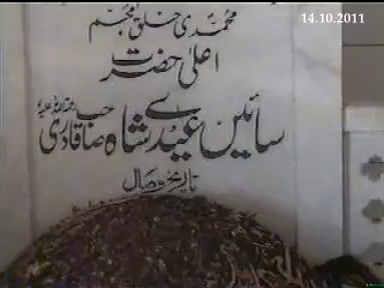 14.10.2011
محمدی خلق مجسم
اعلیٰ حضرت
سائیں عیدے شاہ صاحب قادری
تاریخ وصال